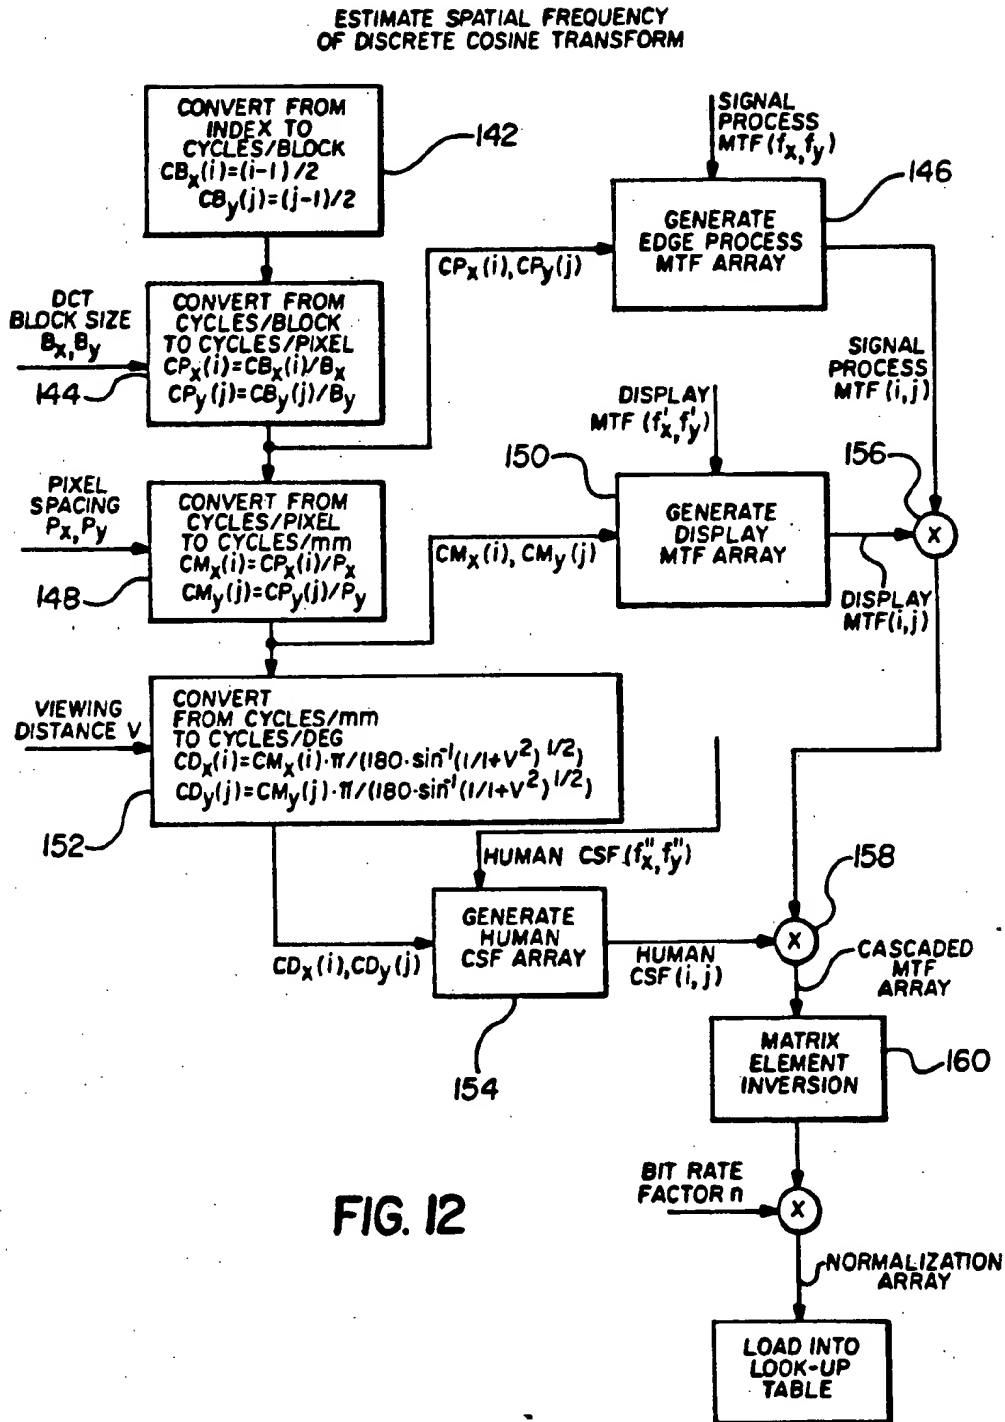 ESTIMATE SPATIAL FREQUENCY
OF DISCRETE COSINE TRANSFORM
CONVERT FROM
INDEX TO
CYCLES/BLOCK
CBx(i)=(i-1)/2
CBy(j)=(j-1)/2
142
SIGNAL
PROCESS
MTF(fx,fy)
146
GENERATE
EDGE PROCESS
MTF ARRAY
CPx(i),CPy(j)
DCT
BLOCK SIZE
Bx,By
144
CONVERT FROM
CYCLES/BLOCK
TO CYCLES/PIXEL
CPx(i)=CBx(i)/Bx
CPy(j)=CBy(j)/By
SIGNAL
PROCESS
MTF(i,j)
DISPLAY
MTF(f'x,f'y)
150
156
PIXEL
SPACING
Px,Py
148
CONVERT FROM
CYCLES/PIXEL
TO CYCLES/mm
CMx(i)=CPx(i)/Px
CMy(j)=CPy(j)/Py
CMx(i),CMy(j)
GENERATE
DISPLAY
MTF ARRAY
X
DISPLAY
MTF(i,j)
VIEWING
DISTANCE V
152
CONVERT
FROM CYCLES/mm
TO CYCLES/DEG
CDx(i)=CMx(i)·π/(180·sin⁻¹(1/1+V²)^1/2)
CDy(j)=CMy(j)·π/(180·sin⁻¹(1/1+V²)^1/2)
HUMAN CSF(f''x,f''y)
158
CDx(i),CDy(j)
GENERATE
HUMAN
CSF ARRAY
154
HUMAN
CSF(i,j)
X
CASCADED
MTF
ARRAY
MATRIX
ELEMENT
INVERSION
160
BIT RATE
FACTOR n
X
NORMALIZATION
ARRAY
LOAD INTO
LOOK-UP
TABLE
FIG. 12